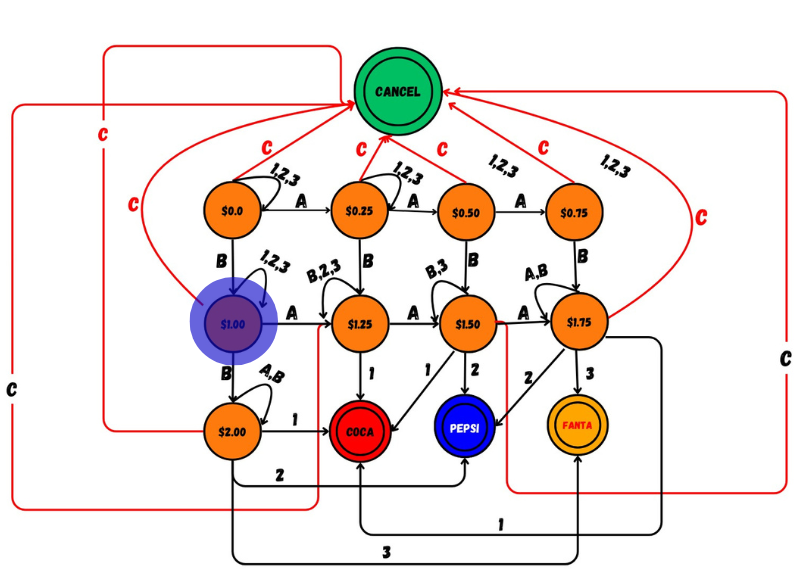 CANCEL
C
C
C
C
C
C
C
C
C
1,2,3
1,2,3
1,2,3
1,2,3
$0.0
A
$0.25
A
$0.50
A
$0.75
B
B
B
B
1,2,3
B,2,3
B,3
A,B
$1.00
A
$1.25
A
$1.50
A
$1.75
B
A,B
1
1
2
2
3
$2.00
1
COCA
PEPSI
FANTA
2
1
3